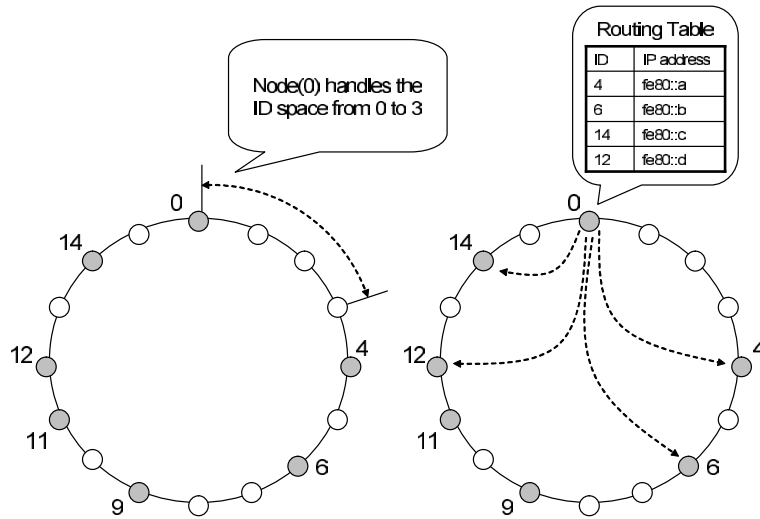 Node(0) handles the
ID space from 0 to 3
0
14
12
11
9
6
4
Routing Table
ID IP address
4 fe80::a
6 fe80::b
14 fe80::c
12 fe80::d
0
14
12
11
9
6
4